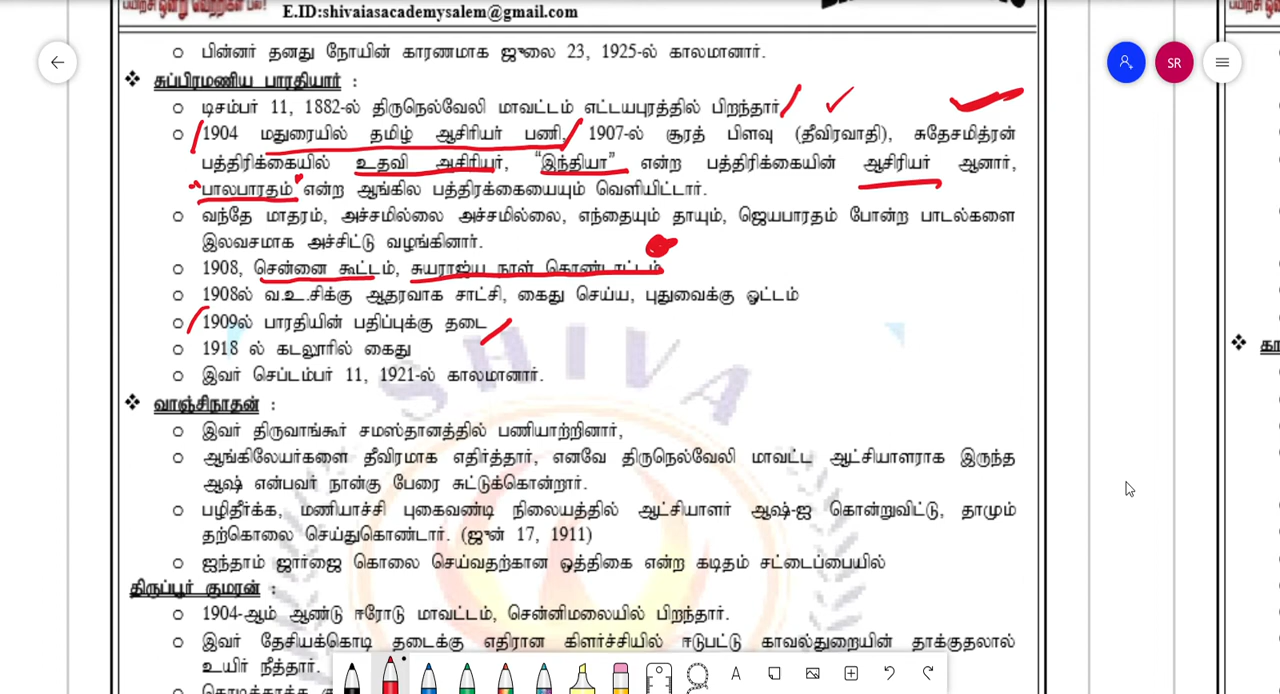 E.ID:shivaiasacademysalem@gmail.com
பின்னர் தனது நோயின் காரணமாக ஜுலை 23, 1925-ல் காலமானார்.
சுப்பிரமணிய பாரதியார் :
டிசம்பர் 11, 1882-ல் திருநெல்வேலி மாவட்டம் எட்டயபுரத்தில் பிறந்தார்
1904 மதுரையில் தமிழ் ஆசிரியர் பணி, 1907-ல் சூரத் பிளவு (தீவிரவாதி), சுதேசமித்ரன்
SR
பத்திரிக்கையில் உதவி அசிரியர், “இந்தியா” என்ற பத்திரிக்கையின் ஆசிரியர் ஆனார்,
“பாலபாரதம்” என்ற ஆங்கில பத்திரக்கையையும் வெளியிட்டார்.
வந்தே மாதரம், அச்சமில்லை அச்சமில்லை, எந்தையும் தாயும், ஜெயபாரதம் போன்ற பாடல்களை
இலவசமாக அச்சிட்டு வழங்கினார்.
1908, சென்னை கூட்டம், சுயராஜ்ய நாள் கொண்டாட்டம்
1908ல் வ.உ.சிக்கு ஆதரவாக சாட்சி, கைது செய்ய, புதுவைக்கு ஓட்டம்
1909ல் பாரதியின் பதிப்புக்கு தடை
1918 ல் கடலூரில் கைது
இவர் செப்டம்பர் 11, 1921-ல் காலமானார்.
SHIVA
வாஞ்சிநாதன் :
இவர் திருவாங்கூர் சமஸ்தானத்தில் பணியாற்றினார்,
ஆங்கிலேயர்களை தீவிரமாக எதிர்த்தார், எனவே திருநெல்வேலி மாவட்ட ஆட்சியாளராக இருந்த
ஆஷ் என்பவர் நான்கு பேரை சுட்டுக்கொன்றார்.
பழிதீர்க்க, மணியாச்சி புகைவண்டி நிலையத்தில் ஆட்சியாளர் ஆஷ்-ஐ கொன்றுவிட்டு, தாமும்
தற்கொலை செய்துகொண்டார். (ஜுன் 17, 1911)
ஐந்தாம் ஜார்ஜை கொலை செய்வதற்கான ஒத்திகை என்ற கடிதம் சட்டைப்பையில்
திருப்பூர் குமரன் :
1904-ஆம் ஆண்டு ஈரோடு மாவட்டம், சென்னிமலையில் பிறந்தார்.
இவர் தேசியக்கொடி தடைக்கு எதிரான கிளர்ச்சியில் ஈடுபட்டு காவல்துறையின் தாக்குதலால்
உயிர் நீத்தார்.